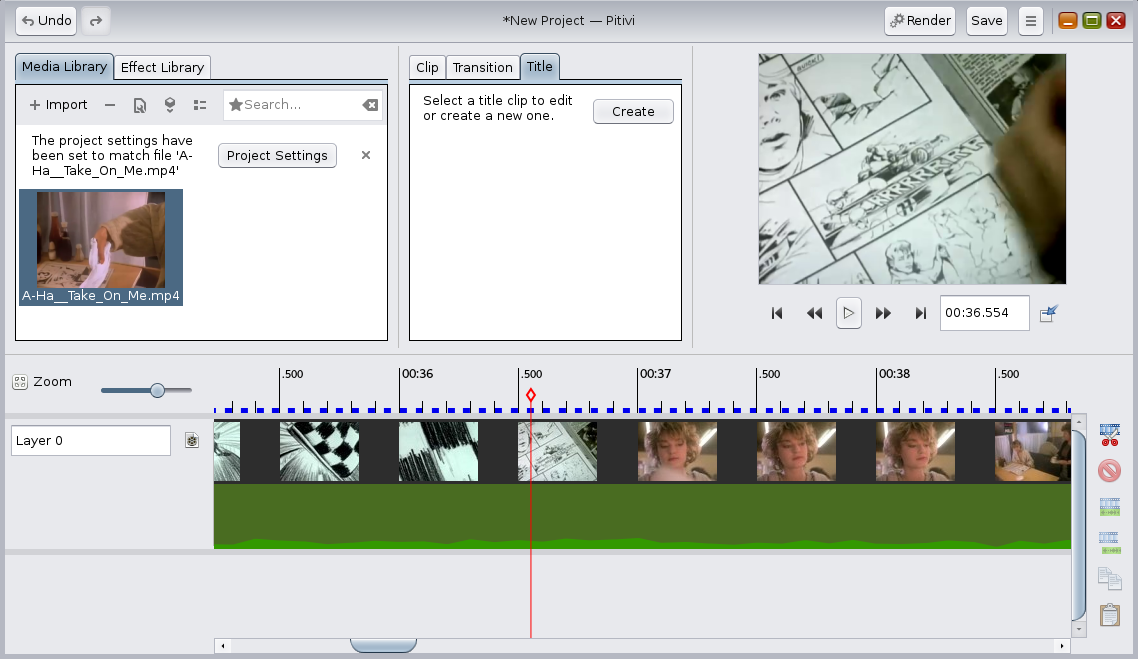 Undo
*New Project — Pitivi
Render
Save
Media Library
Effect Library
Clip
Transition
Title
Import
Search...
The project settings have
been set to match file 'A-
Ha__Take_On_Me.mp4'
Project Settings
A-Ha__Take_On_Me.mp4
Select a title clip to edit
or create a new one.
Create
RRRRRING
00:36.554
Zoom
.500
00:36
.500
00:37
.500
00:38
.500
Layer 0